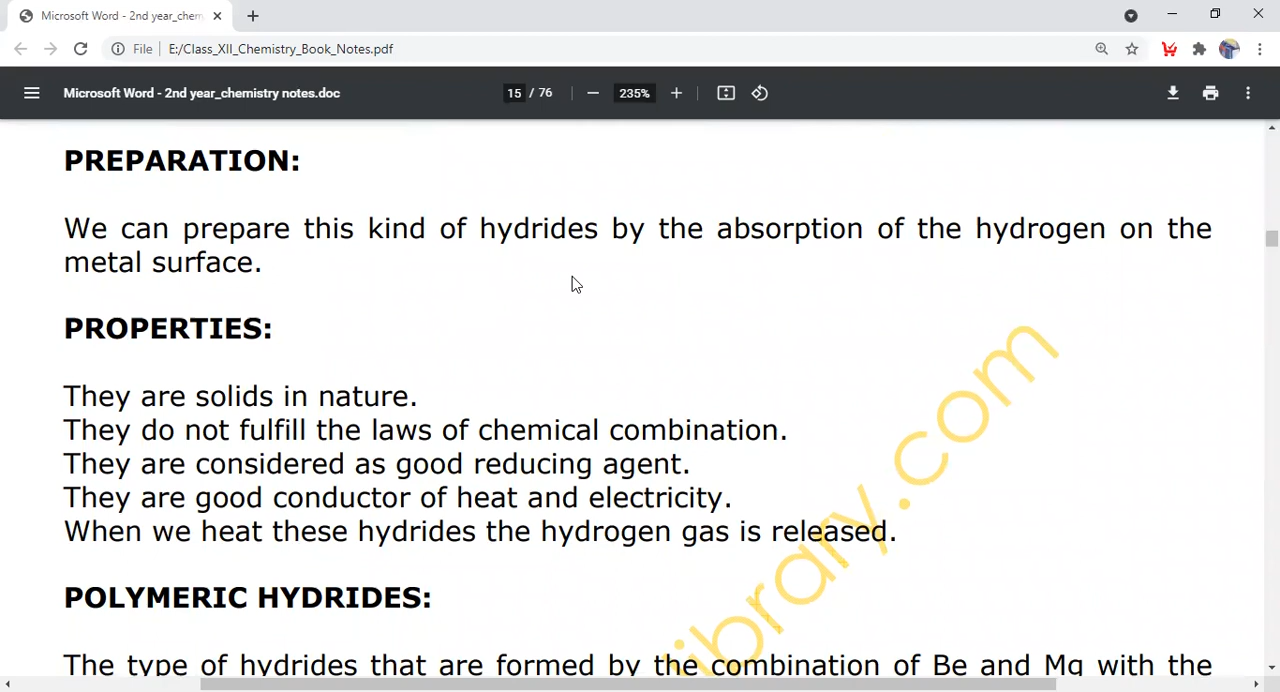 Microsoft Word - 2nd year_chem
File E:/Class_XII_Chemistry_Book_Notes.pdf
Microsoft Word - 2nd year_chemistry notes.doc 15 / 76 235%
PREPARATION:
We can prepare this kind of hydrides by the absorption of the hydrogen on the
metal surface.
PROPERTIES:
They are solids in nature.
They do not fulfill the laws of chemical combination.
They are considered as good reducing agent.
They are good conductor of heat and electricity.
When we heat these hydrides the hydrogen gas is released.
POLYMERIC HYDRIDES:
The type of hydrides that are formed by the combination of Be and Mg with the
library.com